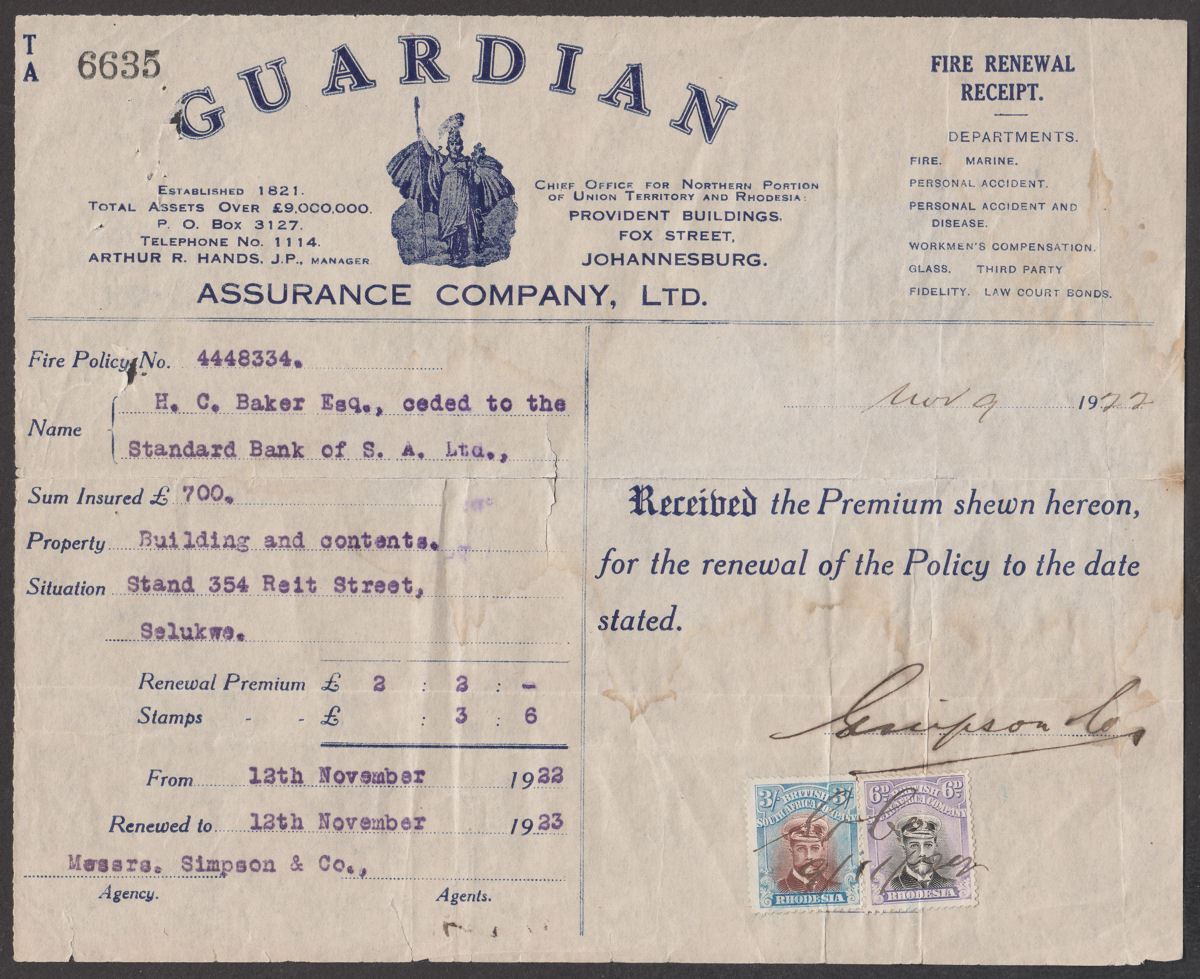 T
A
6635
GUARDIAN
ESTABLISHED 1821.
TOTAL ASSETS OVER £9,000,000.
P. O. BOX 3127.
TELEPHONE NO. 1114.
ARTHUR R. HANDS, J.P., MANAGER
CHIEF OFFICE FOR NORTHERN PORTION
OF UNION TERRITORY AND RHODESIA:
PROVIDENT BUILDINGS,
FOX STREET,
JOHANNESBURG.
ASSURANCE COMPANY, LTD.
FIRE RENEWAL
RECEIPT.
DEPARTMENTS.
FIRE. MARINE.
PERSONAL ACCIDENT.
PERSONAL ACCIDENT AND
DISEASE.
WORKMEN'S COMPENSATION.
GLASS. THIRD PARTY
FIDELITY. LAW COURT BONDS.
Fire Policy No. 4448334.
Name H. C. Baker Esq., ceded to the
Standard Bank of S. A. Ltd.,
Sum Insured £ 700.
Property Building and contents.
Situation Stand 354 Reit Street,
Selukwe.
Renewal Premium £ 2 : 2 : -
Stamps - - £ : 3 : 6
From 12th November 1922
Renewed to 12th November 1923
Messrs. Simpson & Co.,
Agency. Agents.
Nov 9 1922
Received the Premium shewn hereon,
for the renewal of the Policy to the date
stated.
Simpson Co
3/ 3/
BRITISH
SOUTH AFRICA COMPANY
RHODESIA
6D 6D
BRITISH
AFRICA COMPANY
RHODESIA
9/11/22